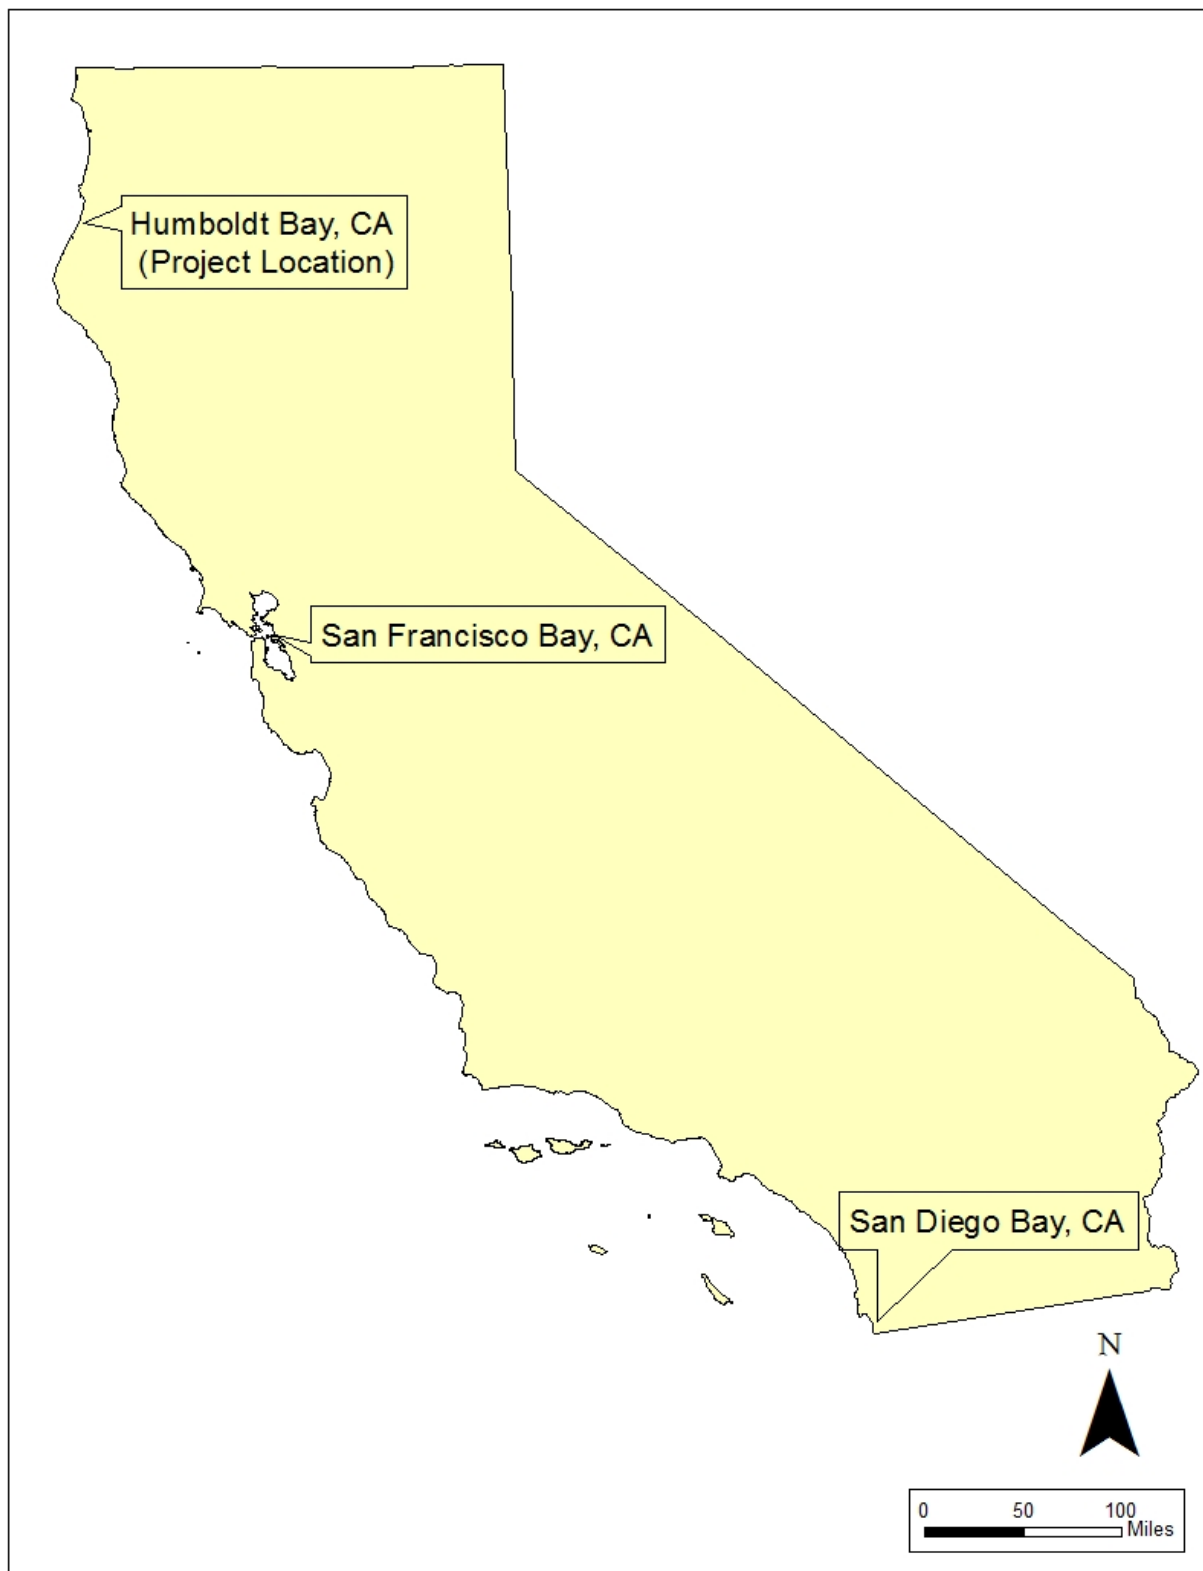 Humboldt Bay, CA
(Project Location)
San Francisco Bay, CA
San Diego Bay, CA
N
0 50 100
Miles